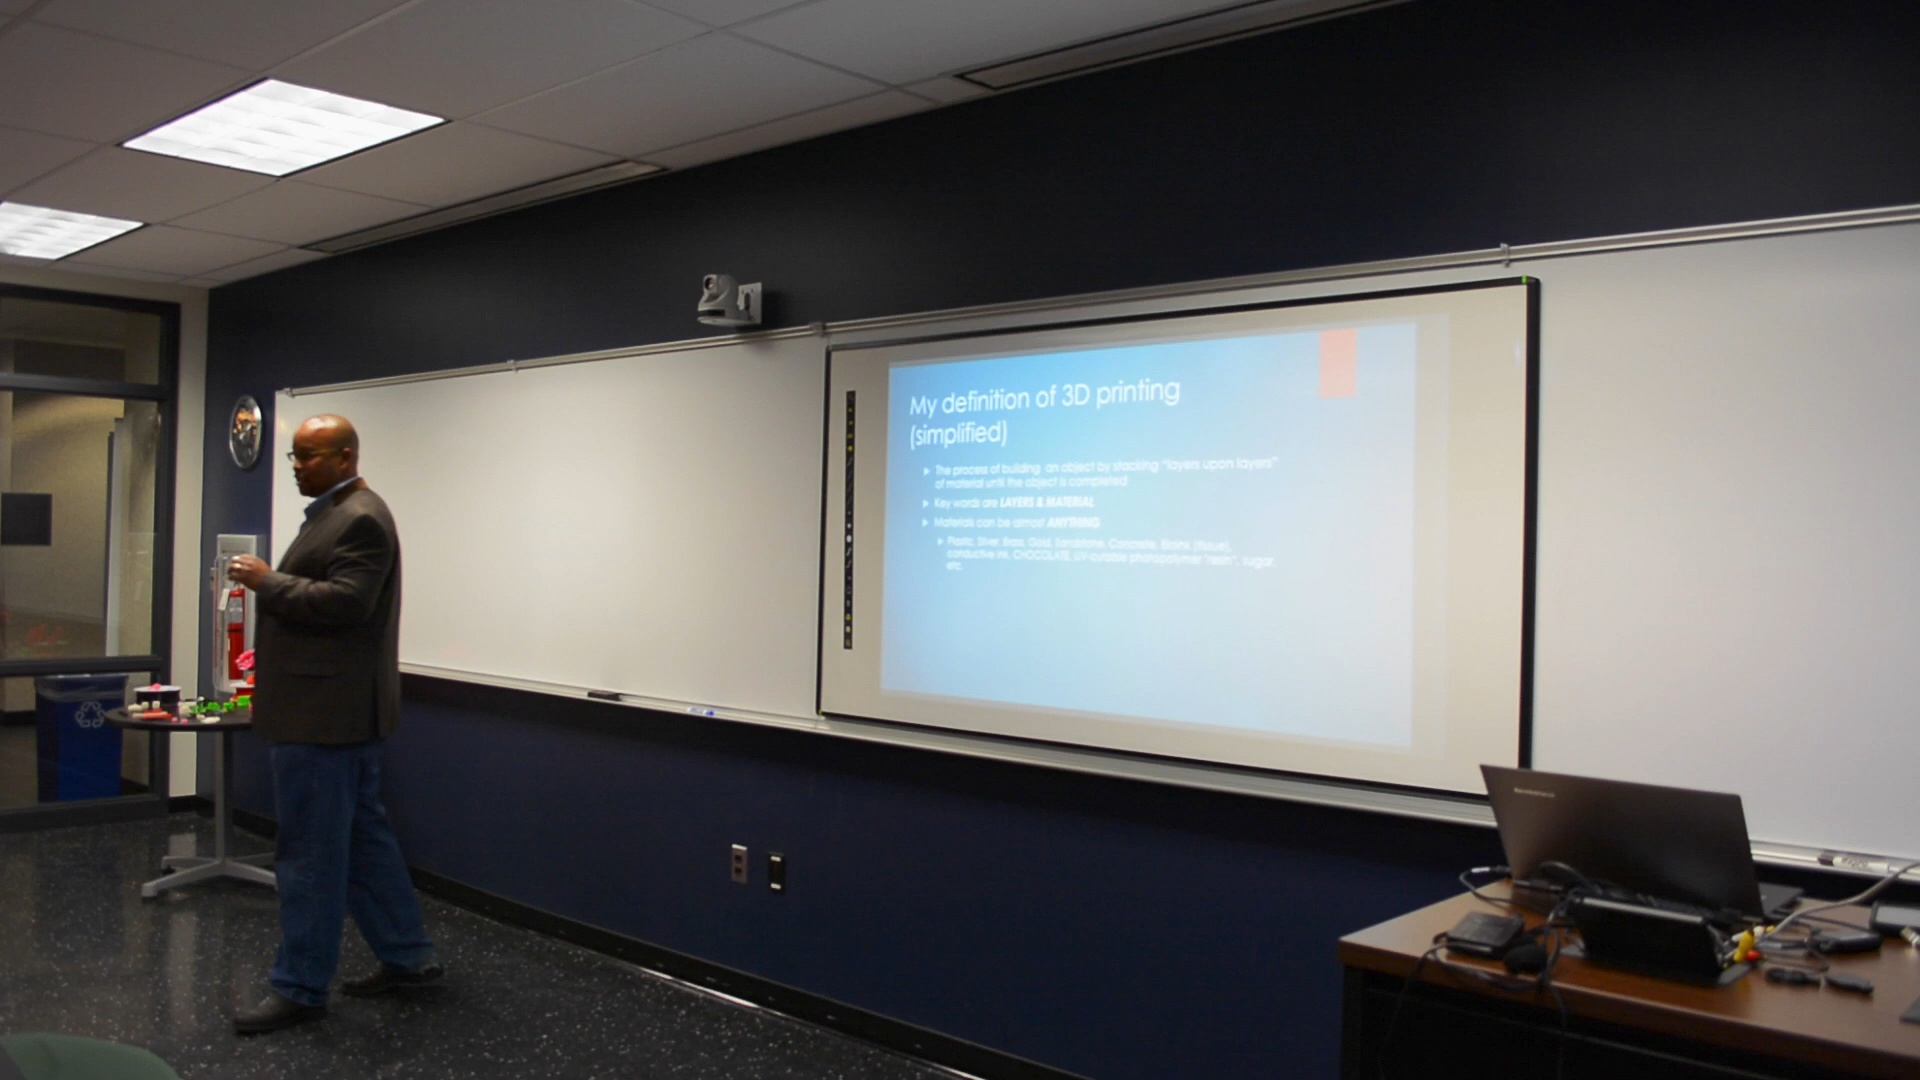 My definition of 3D printing
(simplified)
The process of building an object by stacking "layers upon layers"
of material until the object is completed
Key words are LAYERS & MATERIAL
Materials can be almost ANYTHING
Plastic, Silver, Brass, Gold, Sandstone, Concrete, (tissue),
conductive ink, CHOCOLATE, UV-curable photopolymer "resin", sugar,
etc.